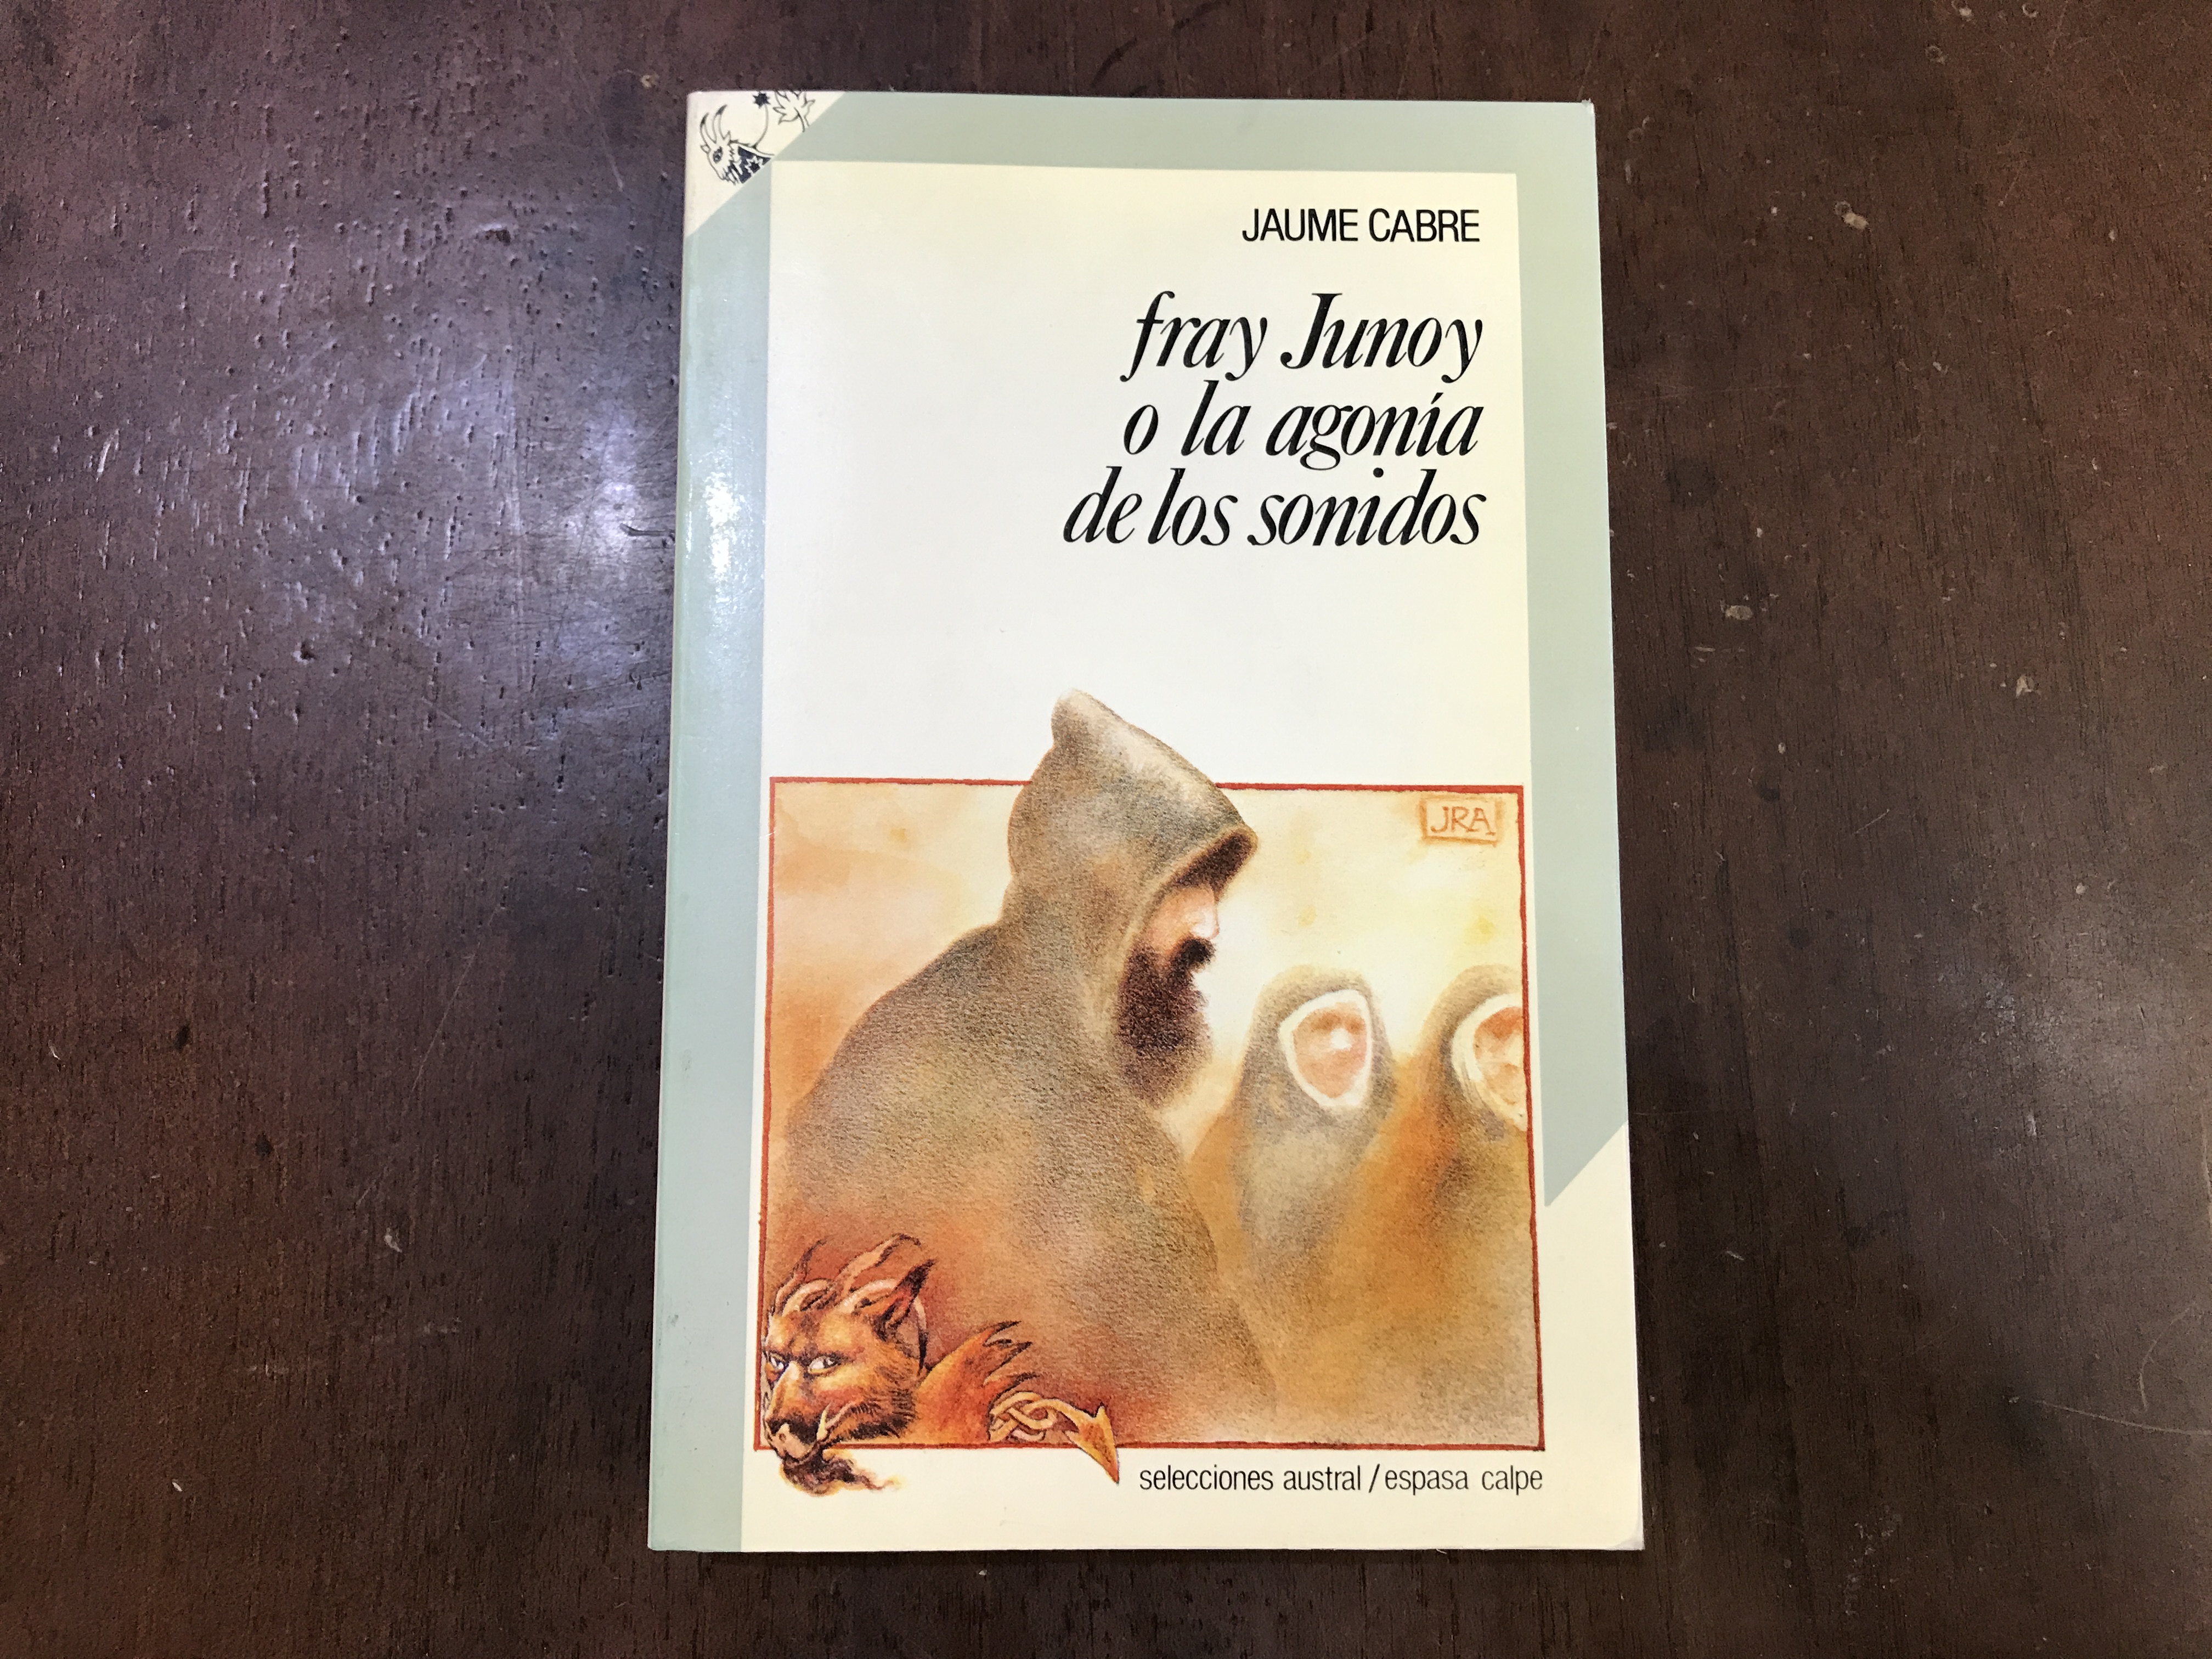 JAUME CABRE
fray Junoy
o la agonía
de los sonidos
JRA
selecciones austral / espasa calpe